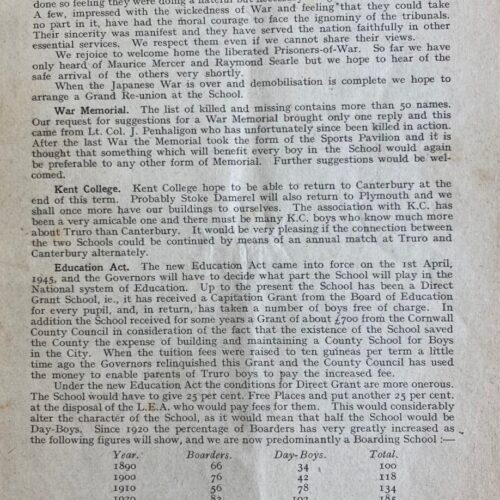 done so feeling they were doing a hateful but
A few, impressed with the wickedness of War and feeling that they could take
no part in it, have had the moral courage to face the ignominy of the tribunals.
Their sincerity was manifest and they have served the nation faithfully in other
essential services. We respect them even if we cannot share their views.
We rejoice to welcome home the liberated Prisoners-of-War. So far we have
only heard of Maurice Mercer and Raymond Searle but we hope to hear of the
safe arrival of the others very shortly.
When the Japanese War is over and demobilisation is complete we hope to
arrange a Grand Re-union at the School.
War Memorial. The list of killed and missing contains more than 50 names.
Our request for suggestions for a War Memorial brought only one reply and this
came from Lt. Col. J. Penhaligon who has unfortunately since been killed in action.
After the last War the Memorial took the form of the Sports Pavilion and it is
thought that something which will benefit every boy in the School would again
be preferable to any other form of Memorial. Further suggestions would be wel-
comed.
Kent College. Kent College hope to be able to return to Canterbury at the
end of this term. Probably Stoke Damerel will also return to Plymouth and we
shall once more have our buildings to ourselves. The association with K.C. has
been a very amicable one and there must be many K.C. boys who know much more
about Truro than Canterbury. It would be very pleasing if the connection between
the two Schools could be continued by means of an annual match at Truro and
Canterbury alternately.
Education Act. The new Education Act came into force on the 1st April,
1945, and the Governors will have to decide what part the School will play in the
National system of Education. Up to the present the School has been a Direct
Grant School, ie., it has received a Capitation Grant from the Board of Education
for every pupil, and, in return, has taken a number of boys free of charge. In
addition the School received for some years a Grant of about £700 from the Cornwall
County Council in consideration of the fact that the existence of the School saved
the County the expense of building and maintaining a County School for Boys
in the City. When the tuition fees were raised to ten guineas per term a little
time ago the Governors relinquished this Grant and the County Council has used
the money to enable parents of Truro boys to pay the increased fee.
Under the new Education Act the conditions for Direct Grant are more onerous.
The School would have to give 25 per cent. Free Places and put another 25 per cent.
at the disposal of the L.E.A. who would pay fees for them. This would considerably
alter the character of the School, as it would mean that half the School would be
Day-Boys. Since 1920 the percentage of Boarders has very greatly increased as
the following figures will show, and we are now predominantly a Boarding School :—
Year. Boarders. Day-Boys. Total.
1890 66 34 100
1900 76 42 118
1910 56 78 134
1920 83 102 185